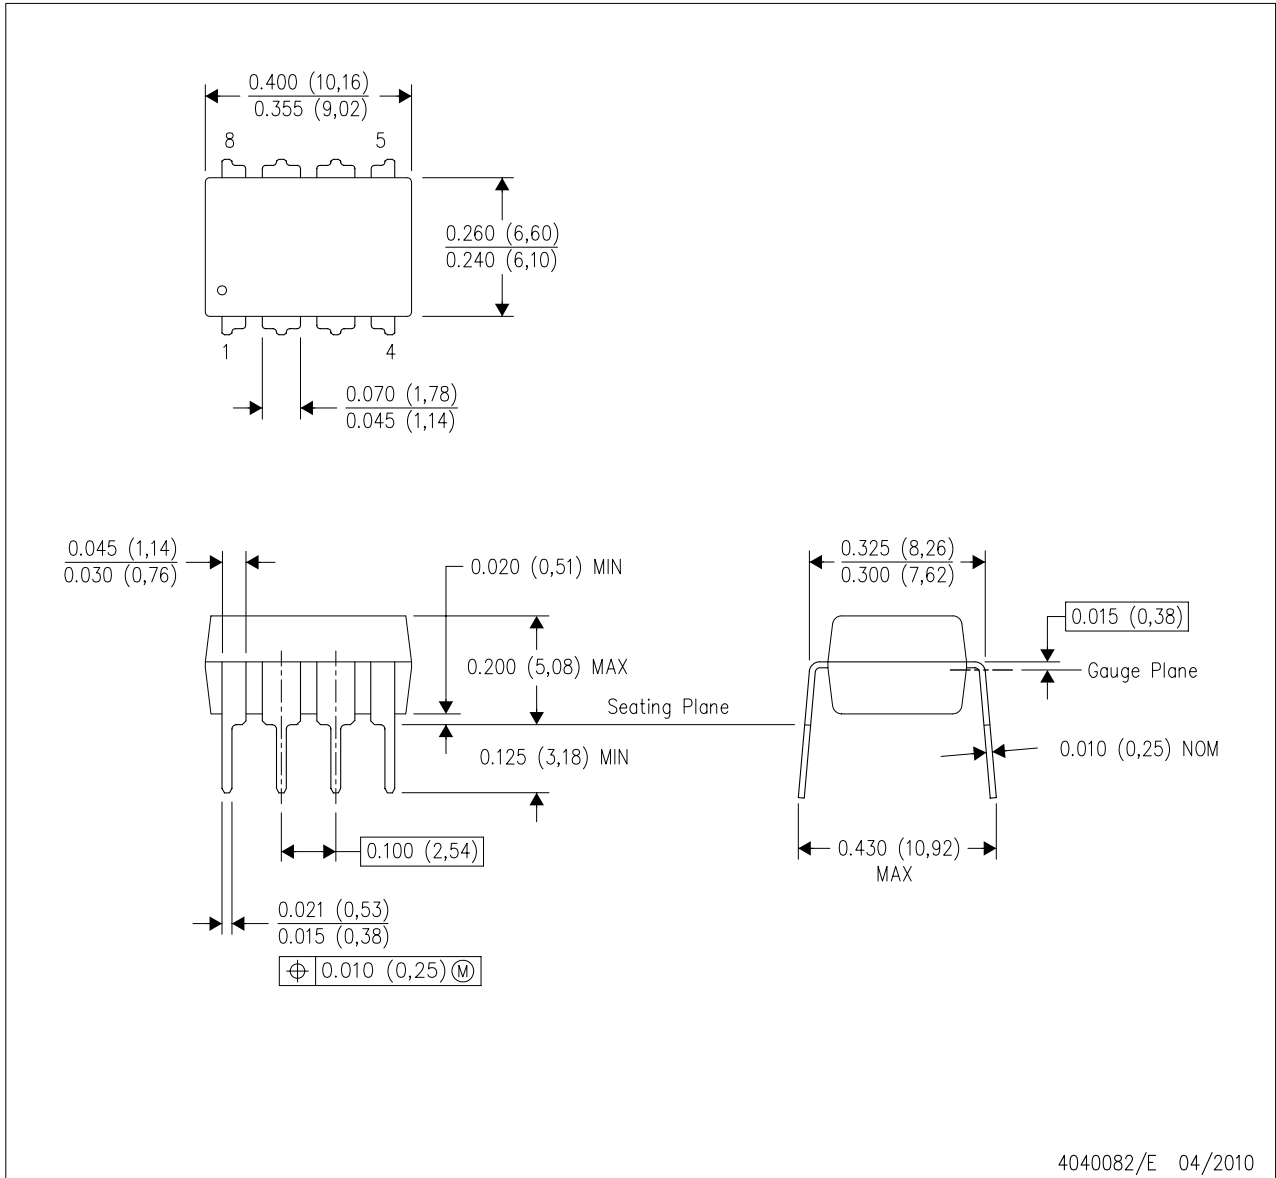 0.400 (10,16)
0.355 (9,02)
8
5
0.260 (6,60)
0.240 (6,10)
1
4
0.070 (1,78)
0.045 (1,14)
0.045 (1,14)
0.030 (0,76)
0.020 (0,51) MIN
0.325 (8,26)
0.300 (7,62)
0.015 (0,38)
0.200 (5,08) MAX
Gauge Plane
Seating Plane
0.125 (3,18) MIN
0.010 (0,25) NOM
0.430 (10,92)
MAX
0.100 (2,54)
0.021 (0,53)
0.015 (0,38)
⌖ 0.010 (0,25) Ⓜ
4040082/E 04/2010